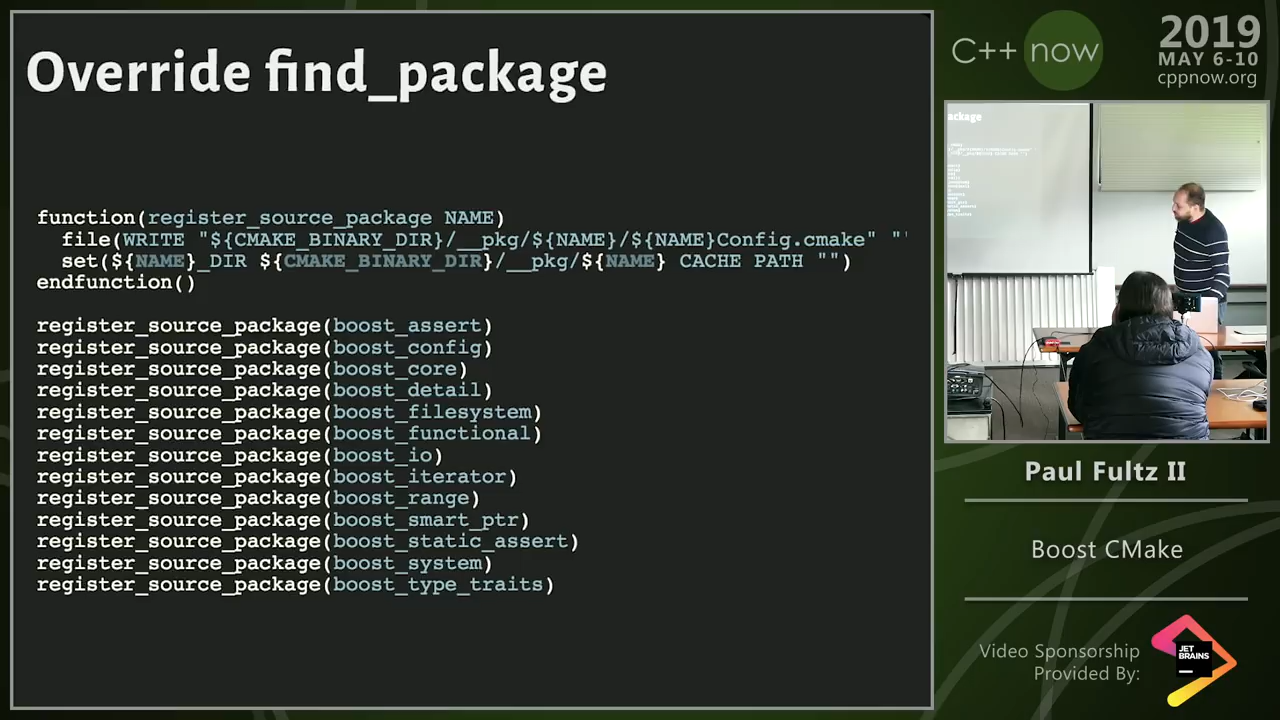 Override find_package
function(register_source_package NAME)
file(WRITE "${CMAKE_BINARY_DIR}/__pkg/${NAME}/${NAME}Config.cmake" "'
set(${NAME}_DIR ${CMAKE_BINARY_DIR}/__pkg/${NAME} CACHE PATH "")
endfunction()
register_source_package(boost_assert)
register_source_package(boost_config)
register_source_package(boost_core)
register_source_package(boost_detail)
register_source_package(boost_filesystem)
register_source_package(boost_functional)
register_source_package(boost_io)
register_source_package(boost_iterator)
register_source_package(boost_range)
register_source_package(boost_smart_ptr)
register_source_package(boost_static_assert)
register_source_package(boost_system)
register_source_package(boost_type_traits)
C++ now
2019
MAY 6-10
cppnow.org
ackage
Paul Fultz II
Boost CMake
Video Sponsorship
Provided By:
JET
BRAINS